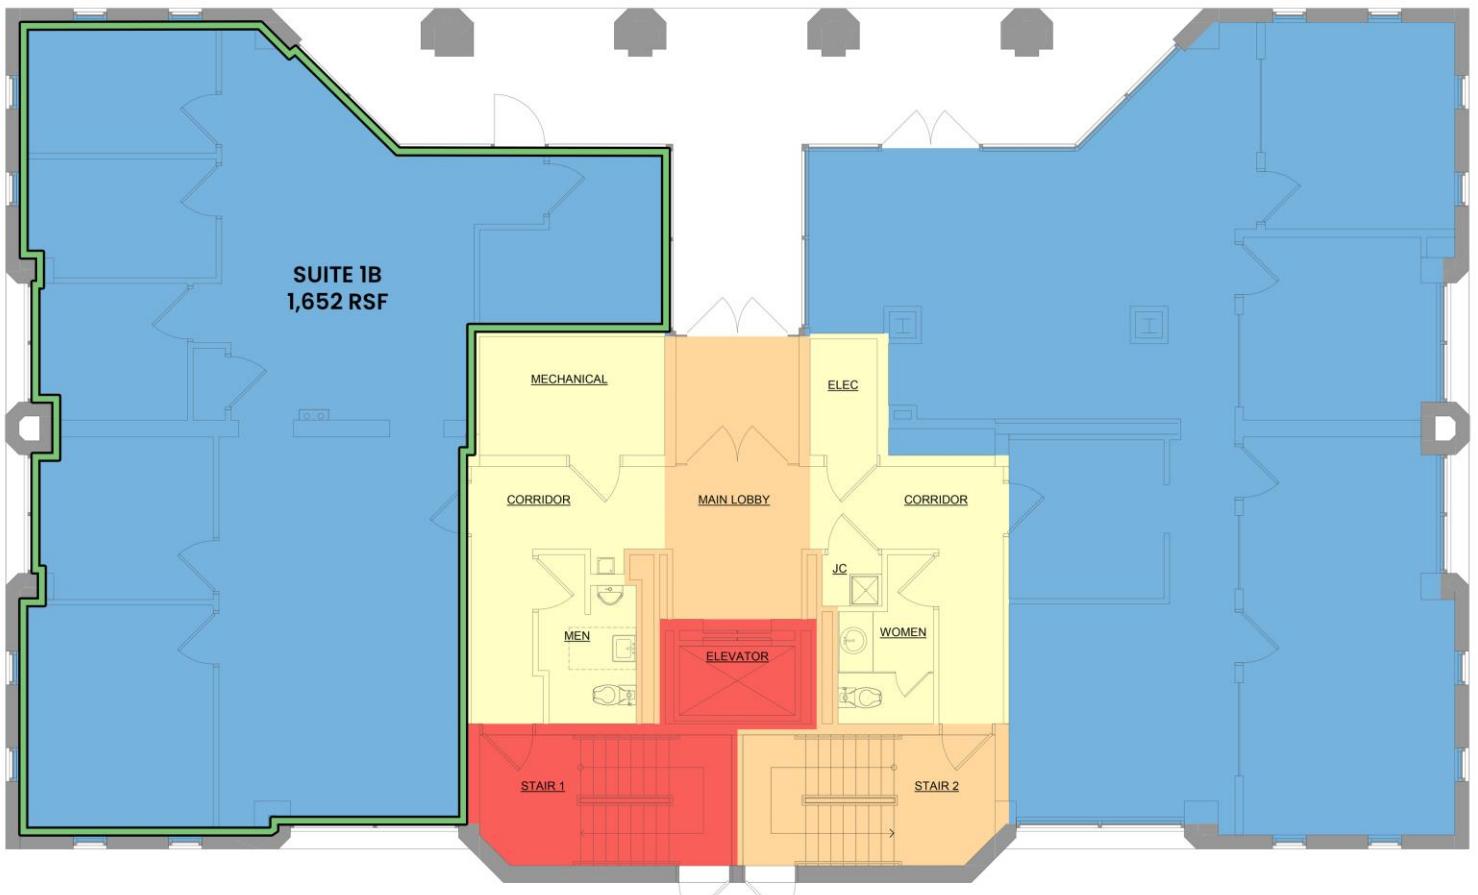 SUITE 1B
1,652 RSF
MECHANICAL
ELEC
CORRIDOR
MAIN LOBBY
CORRIDOR
JC
MEN
WOMEN
ELEVATOR
STAIR 1
STAIR 2